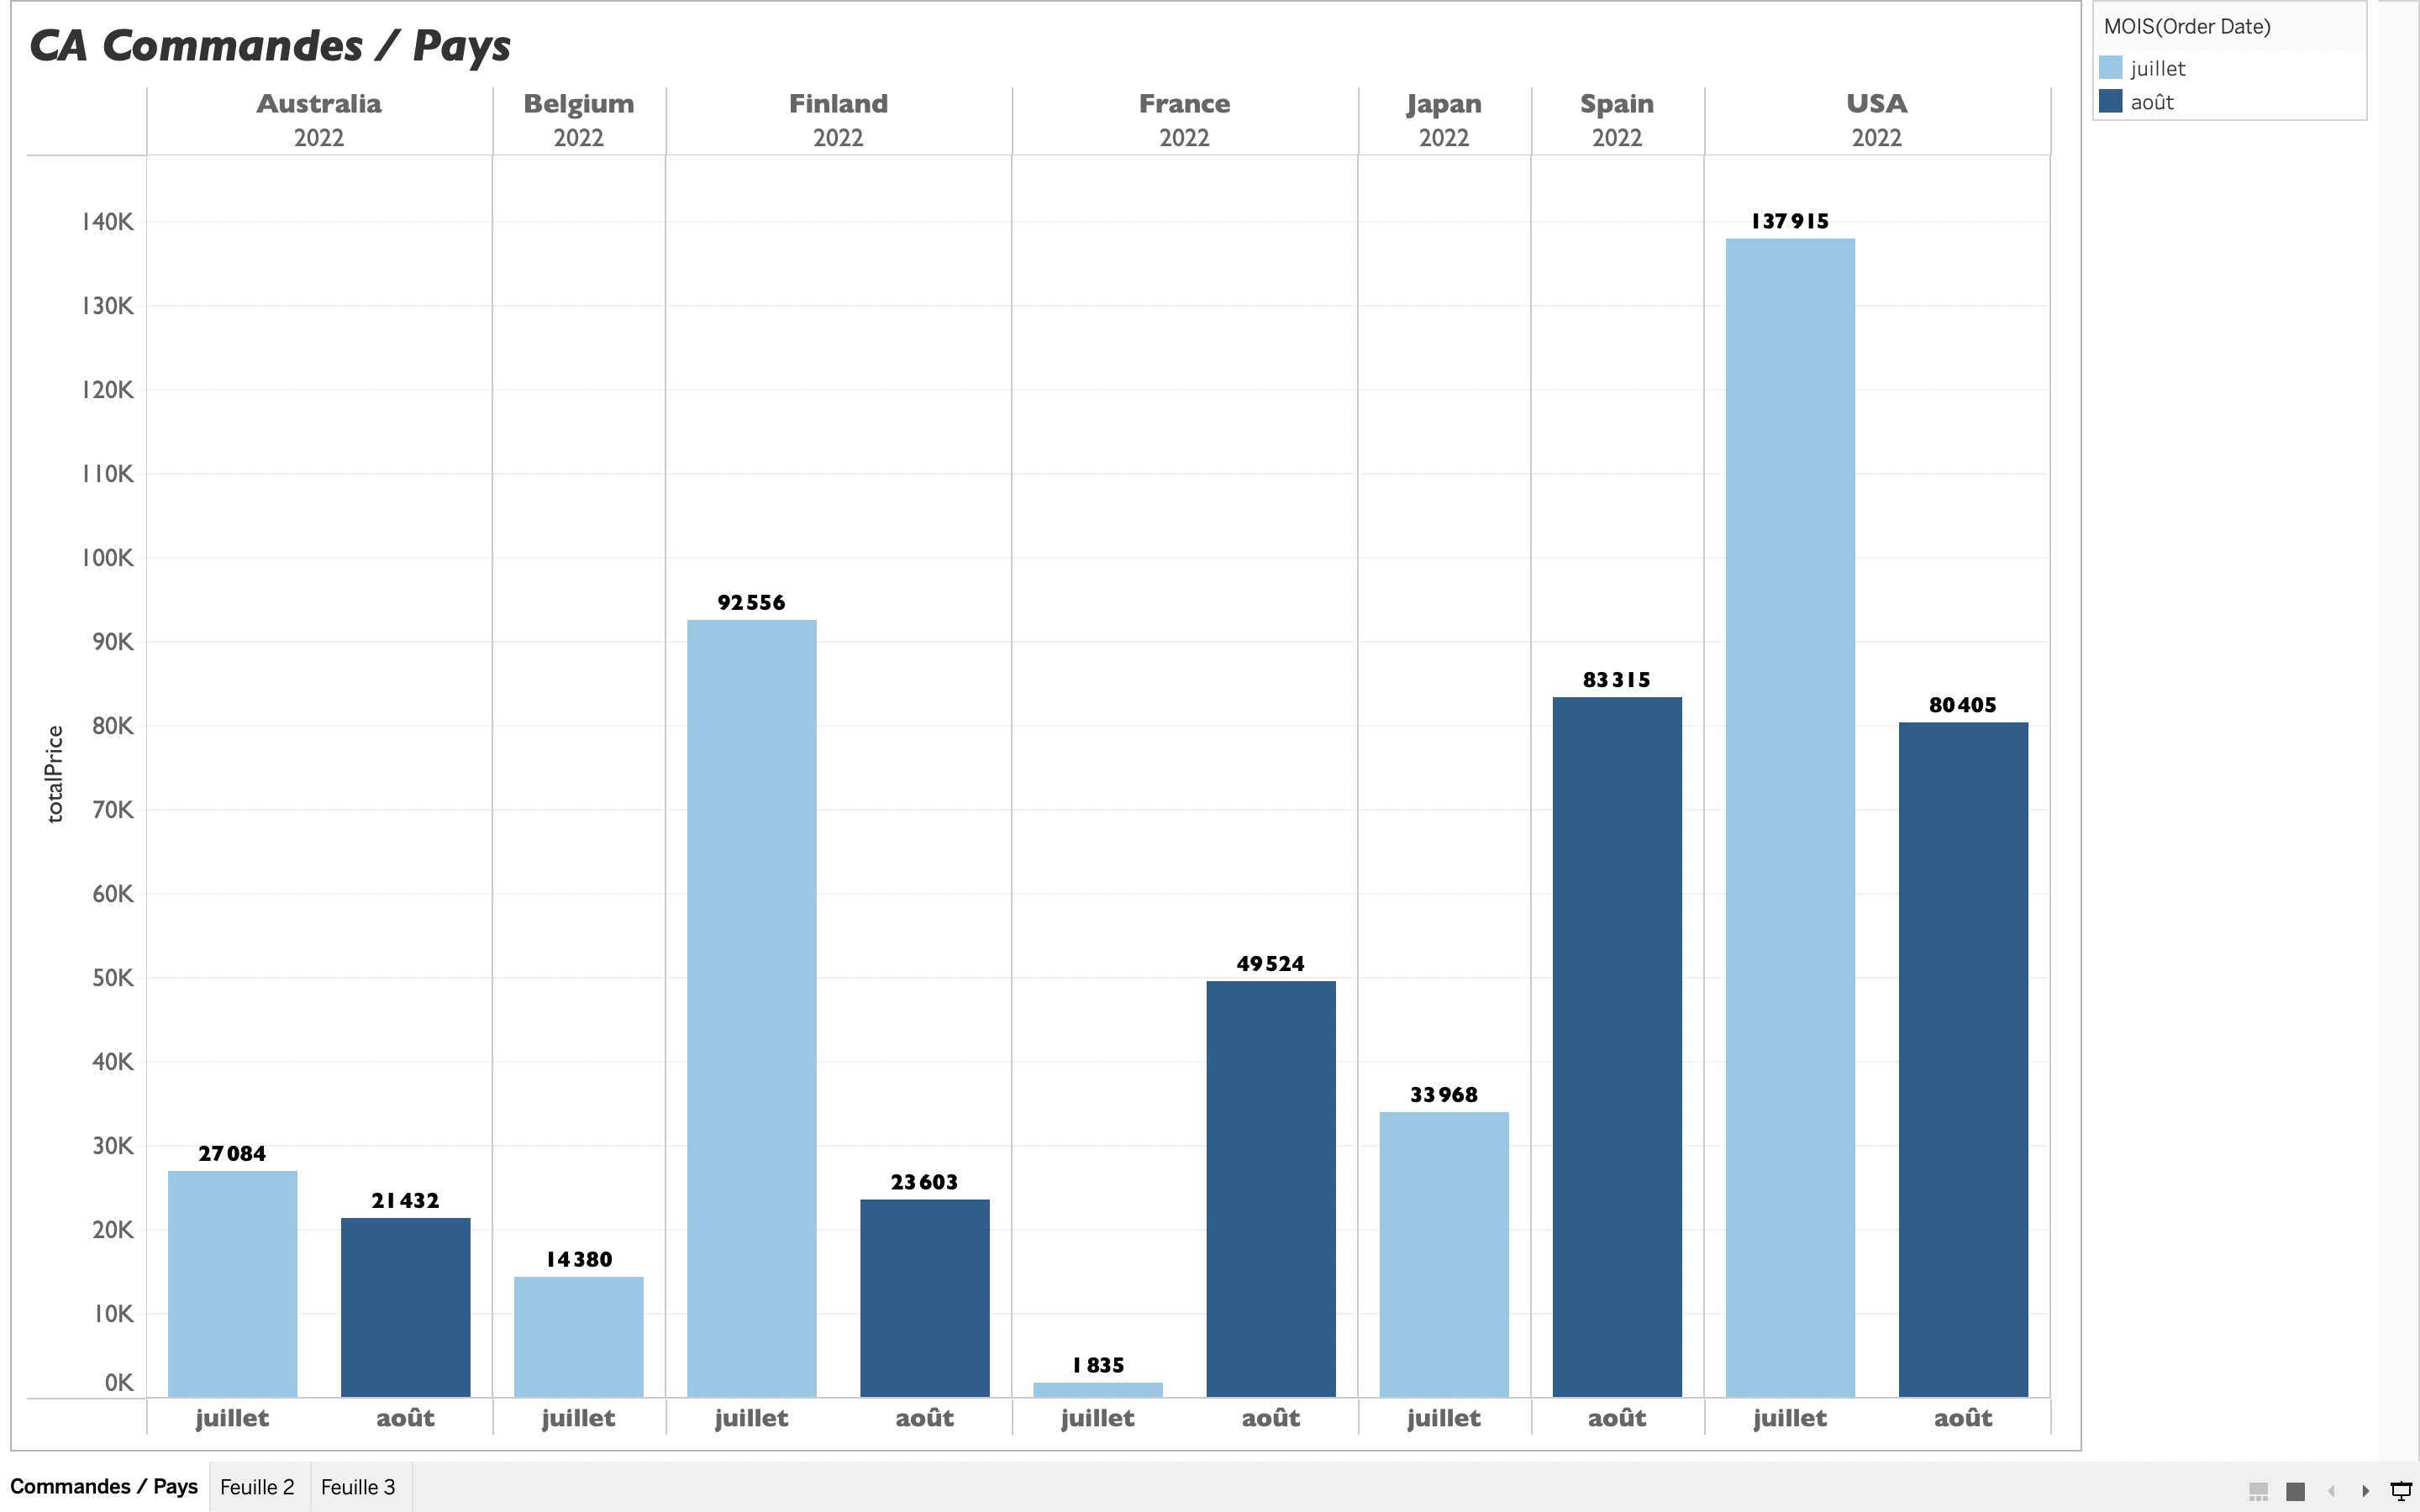 CA Commandes / Pays
MOIS(Order Date)
juillet
août
Australia Belgium Finland France Japan Spain USA
2022 2022 2022 2022 2022 2022 2022
totalPrice
140K
130K
120K
110K
100K
90K
80K
70K
60K
50K
40K
30K
20K
10K
0K
27 084
21 432
14 380
92 556
23 603
1 835
49 524
33 968
83 315
137 915
80 405
juillet août juillet juillet août juillet août juillet août juillet août
Commandes / Pays Feuille 2 Feuille 3